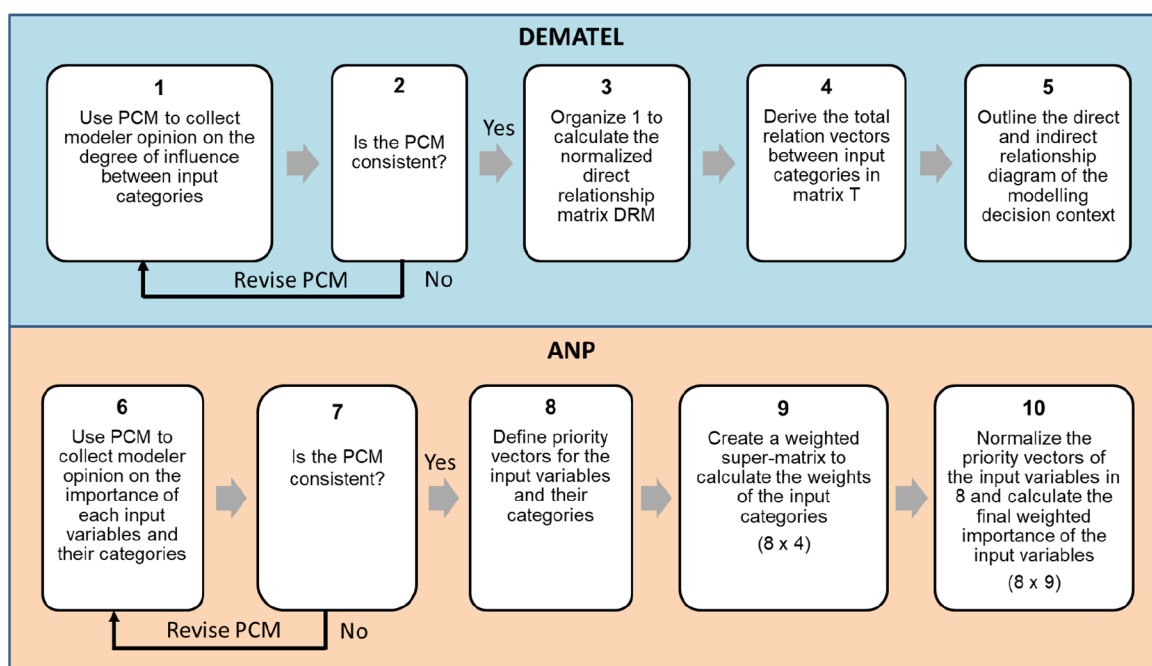 DEMATEL
1
Use PCM to collect
modeler opinion on the
degree of influence
between input
categories
2
Is the PCM
consistent?
Yes
3
Organize 1 to
calculate the
normalized
direct
relationship
matrix DRM
4
Derive the total
relation vectors
between input
categories in
matrix T
5
Outline the direct
and indirect
relationship
diagram of the
modelling
decision context
Revise PCM
No
ANP
6
Use PCM to
collect modeler
opinion on the
importance of
each input
variables and
their categories
7
Is the PCM
consistent?
Yes
8
Define priority
vectors for the
input variables
and their
categories
9
Create a weighted
super-matrix to
calculate the weights
of the input
categories
(8 x 4)
10
Normalize the
priority vectors of
the input variables in
8 and calculate the
final weighted
importance of the
input variables
(8 x 9)
Revise PCM
No